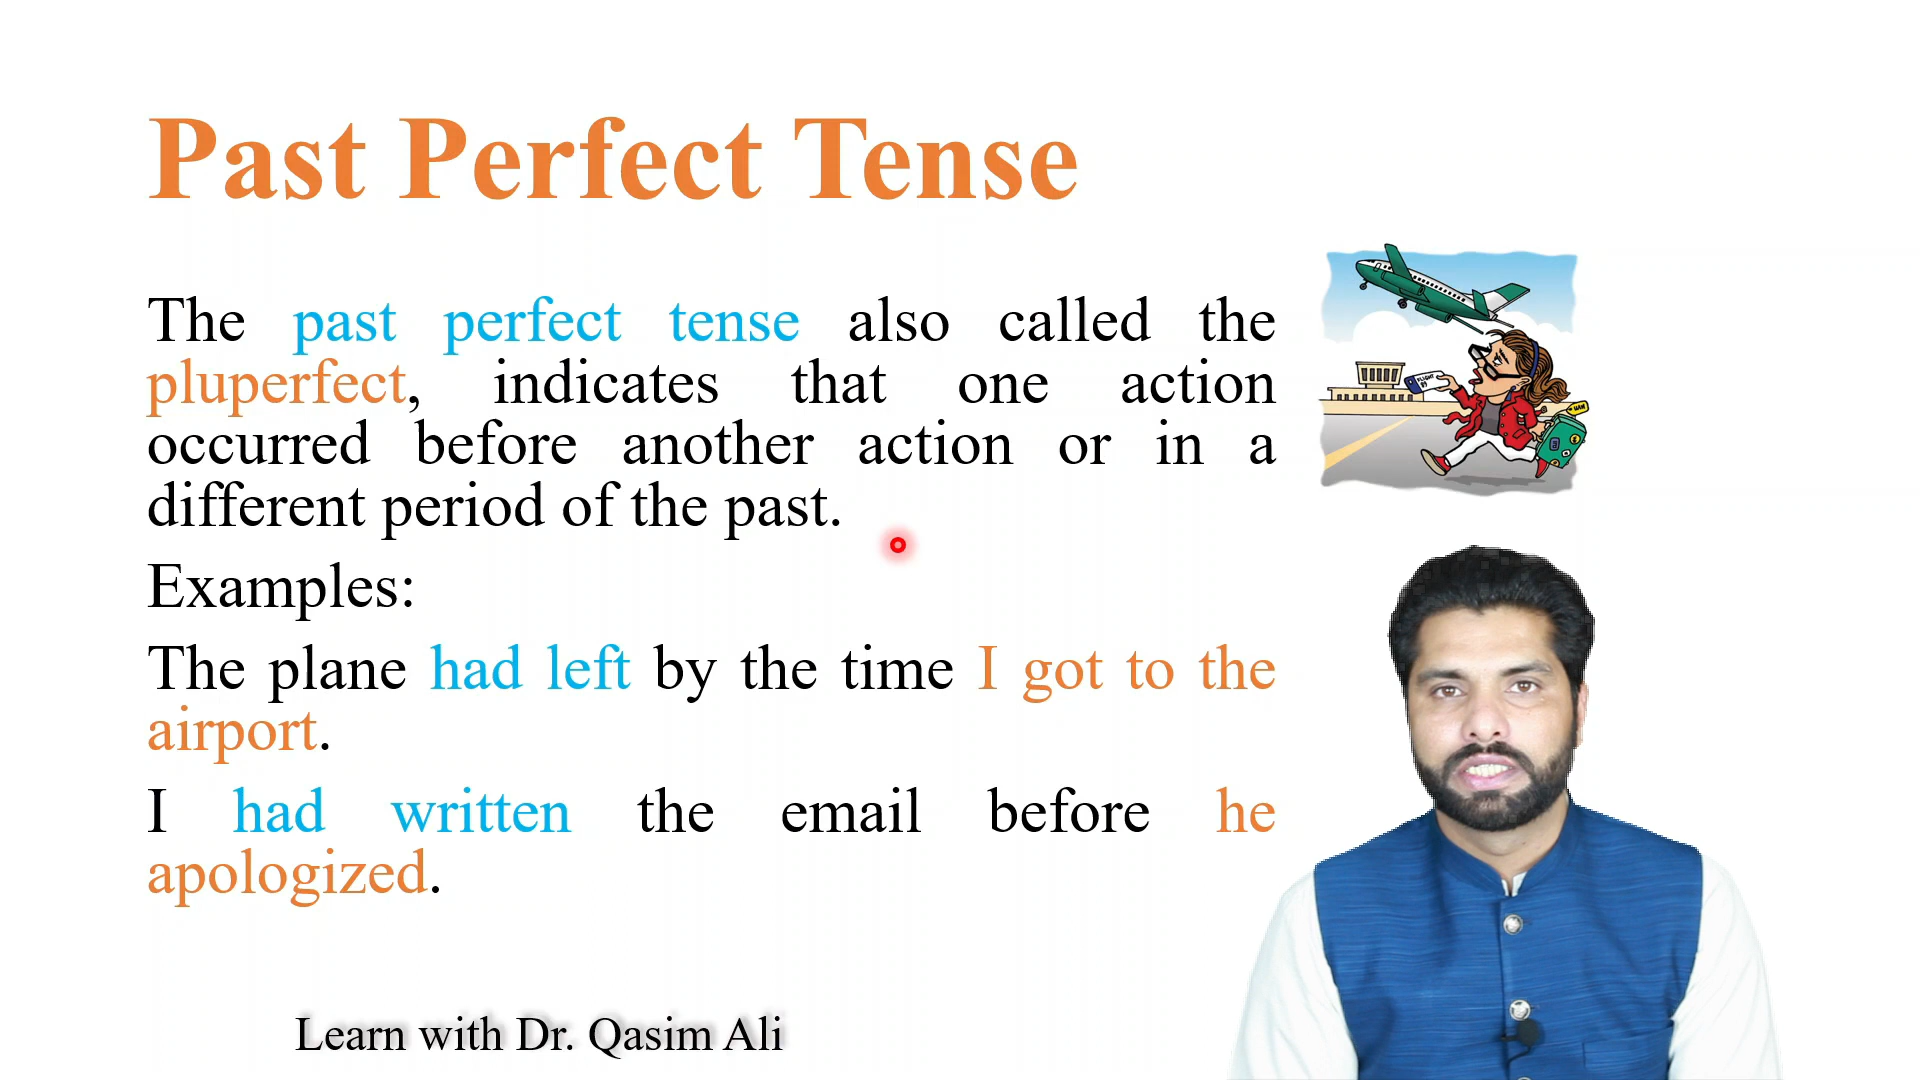 Past Perfect Tense
The past perfect tense also called the
pluperfect, indicates that one action
occurred before another action or in a
different period of the past.
Examples:
The plane had left by the time I got to the
airport.
I had written the email before he
apologized.
Learn with Dr. Qasim Ali